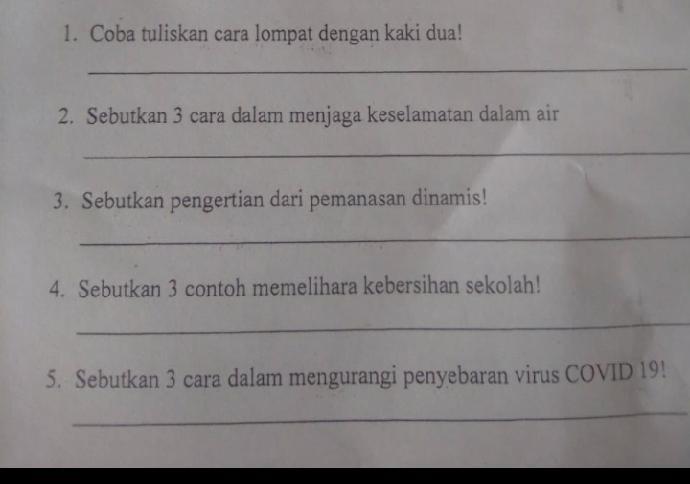 1. Coba tuliskan cara lompat dengan kaki dua!
2. Sebutkan 3 cara dalam menjaga keselamatan dalam air
3. Sebutkan pengertian dari pemanasan dinamis!
4. Sebutkan 3 contoh memelihara kebersihan sekolah!
5. Sebutkan 3 cara dalam mengurangi penyebaran virus COVID 19!